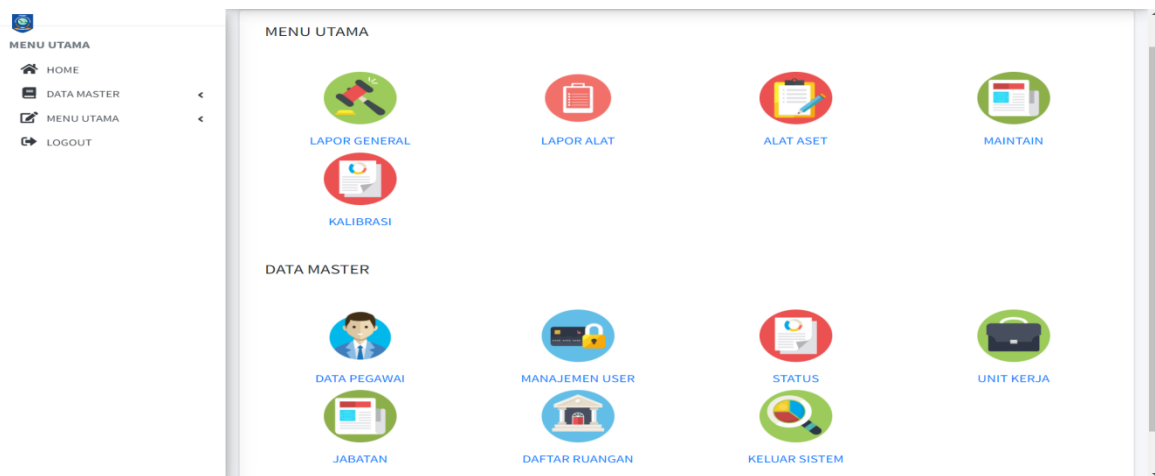 MENU UTAMA
HOME
DATA MASTER
MENU UTAMA
LOGOUT
MENU UTAMA
LAPOR GENERAL
LAPOR ALAT
ALAT ASET
MAINTAIN
KALIBRASI
DATA MASTER
DATA PEGAWAI
MANAJEMEN USER
STATUS
UNIT KERJA
JABATAN
DAFTAR RUANGAN
KELUAR SISTEM